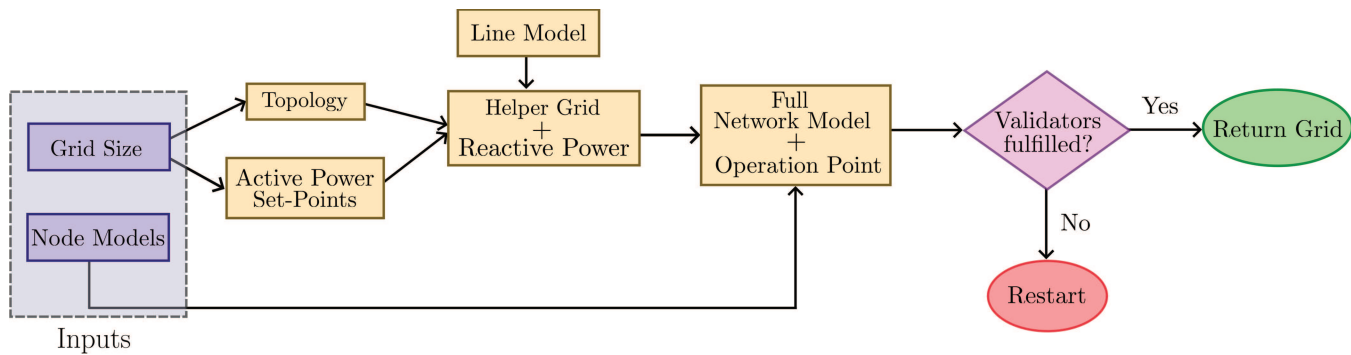 Line Model
Topology
Helper Grid
+
Reactive Power
Full
Network Model
+
Operation Point
Validators
fulfilled?
Yes
Return Grid
Grid Size
Active Power
Set-Points
Node Models
No
Restart
Inputs